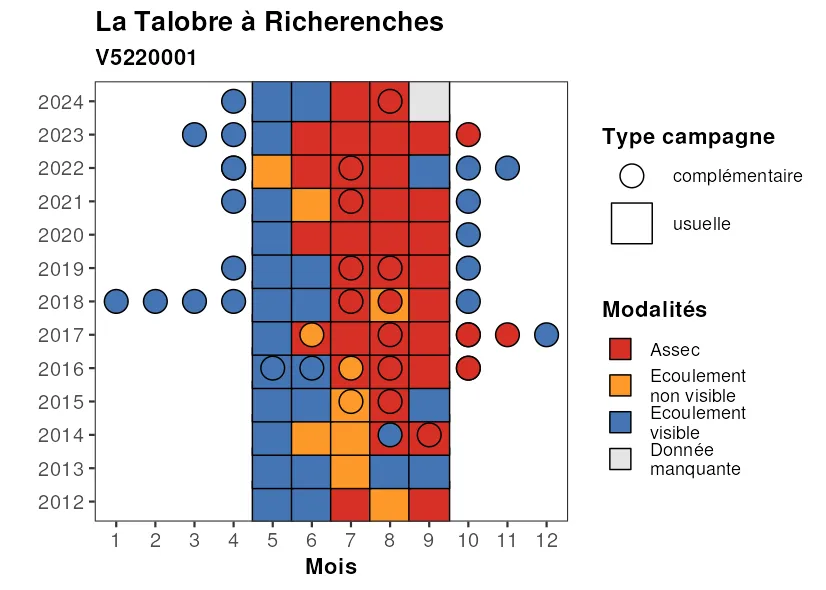 La Talobre à Richerenches
V5220001
2024
2023
2022
2021
2020
2019
2018
2017
2016
2015
2014
2013
2012
1 2 3 4 5 6 7 8 9 10 11 12
Mois
Type campagne
complémentaire
usuelle
Modalités
Assec
Ecoulement
non visible
Ecoulement
visible
Donnée
manquante